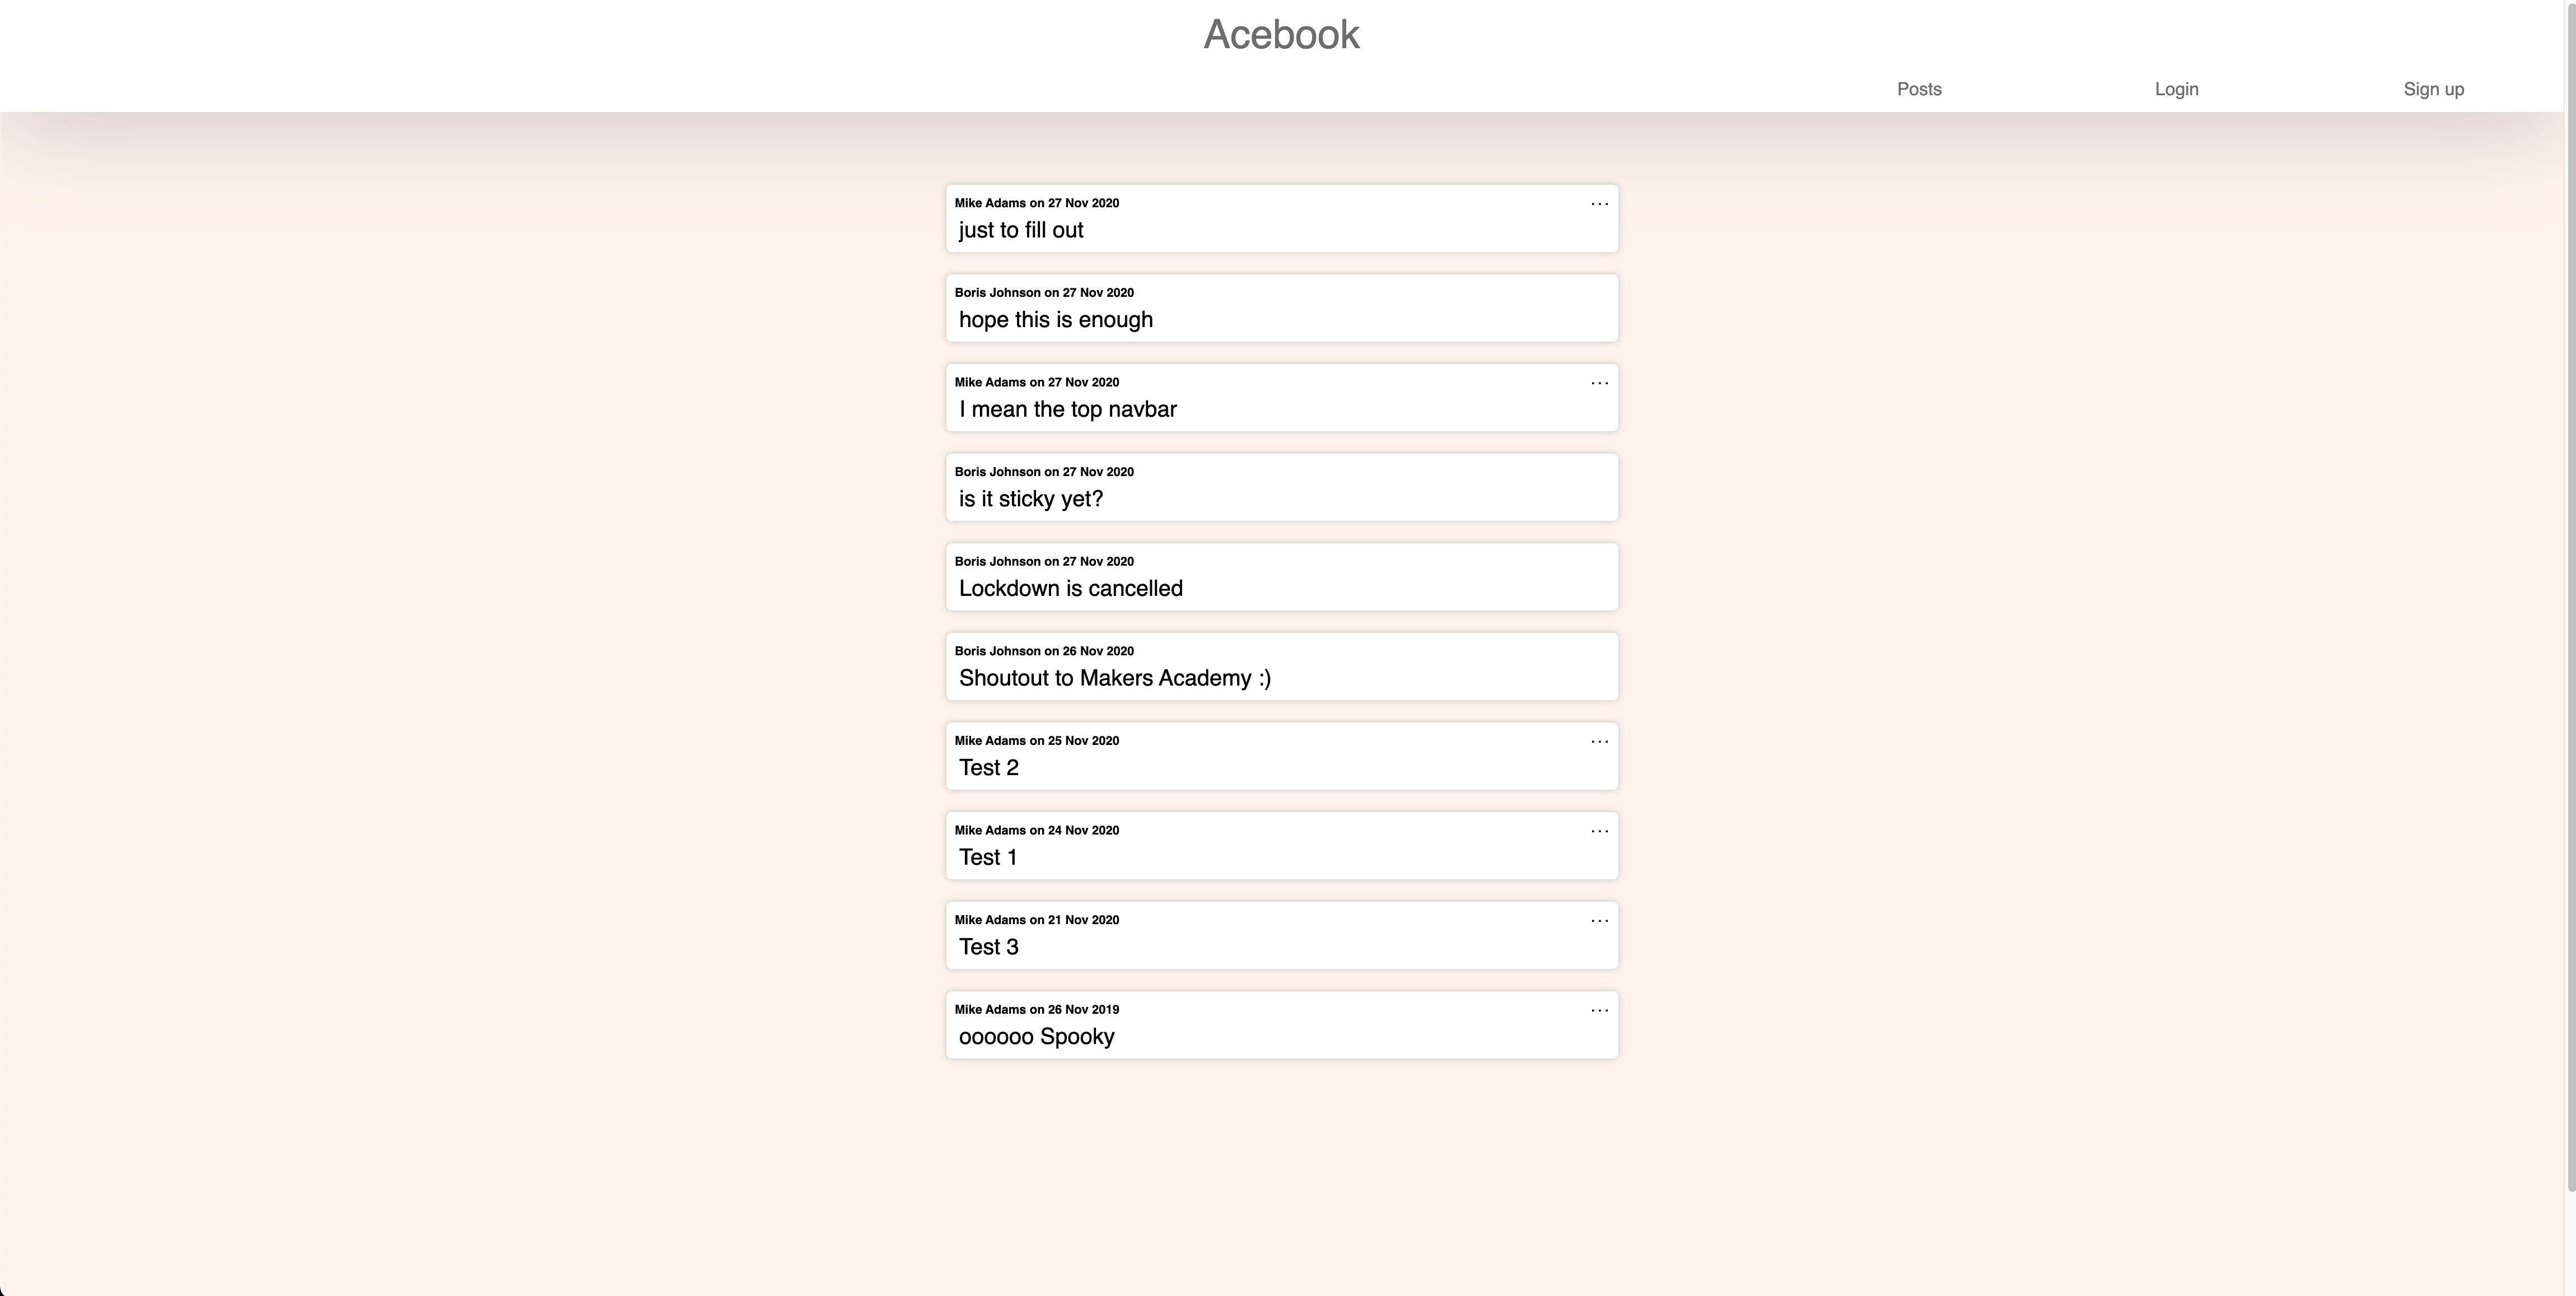 Acebook
Posts Login Sign up
Mike Adams on 27 Nov 2020 ...
just to fill out
Boris Johnson on 27 Nov 2020
hope this is enough
Mike Adams on 27 Nov 2020 ...
I mean the top navbar
Boris Johnson on 27 Nov 2020
is it sticky yet?
Boris Johnson on 27 Nov 2020
Lockdown is cancelled
Boris Johnson on 26 Nov 2020
Shoutout to Makers Academy :)
Mike Adams on 25 Nov 2020 ...
Test 2
Mike Adams on 24 Nov 2020 ...
Test 1
Mike Adams on 21 Nov 2020 ...
Test 3
Mike Adams on 26 Nov 2019 ...
oooooo Spooky